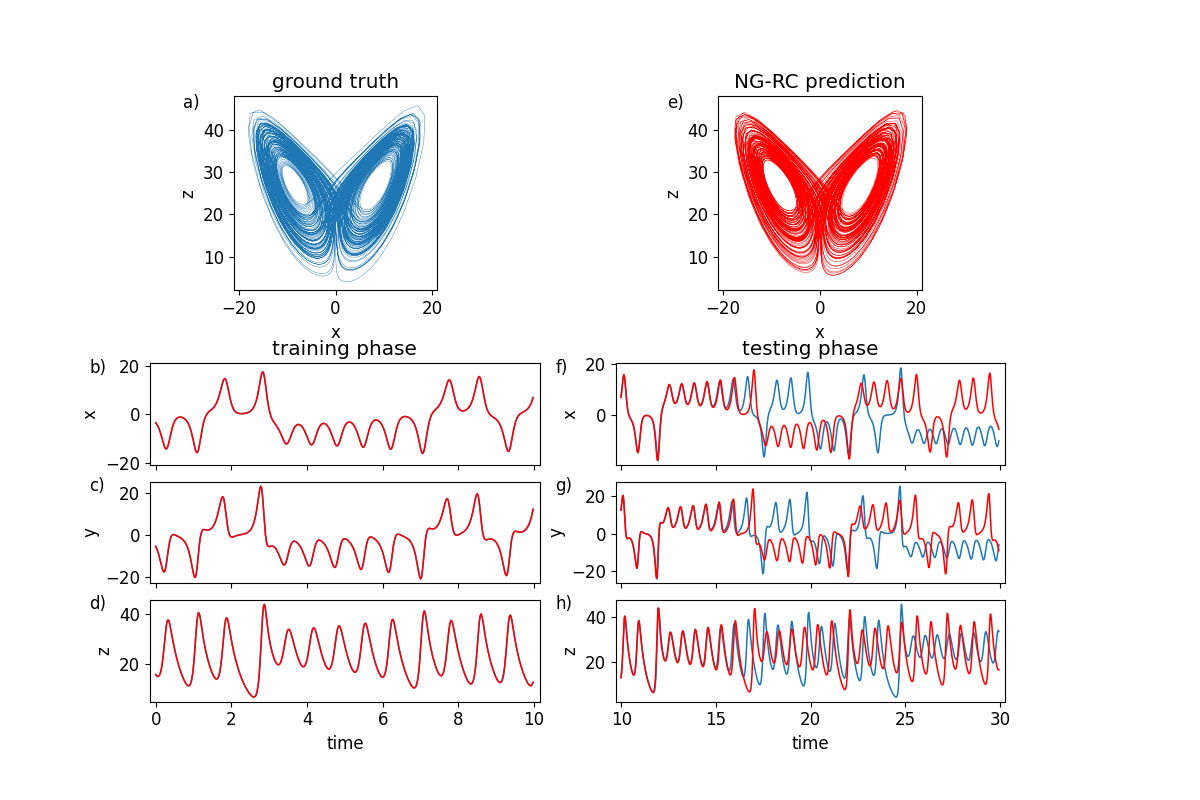 ground truth
a)
40
30
20
10
z
−20 0 20
x
NG-RC prediction
e)
40
30
20
10
z
−20 0 20
x
training phase
b)
20
0
−20
x
c)
20
0
−20
y
d)
40
20
z
0 2 4 6 8 10
time
testing phase
f)
20
0
x
g)
20
0
−20
y
h)
40
20
z
10 15 20 25 30
time